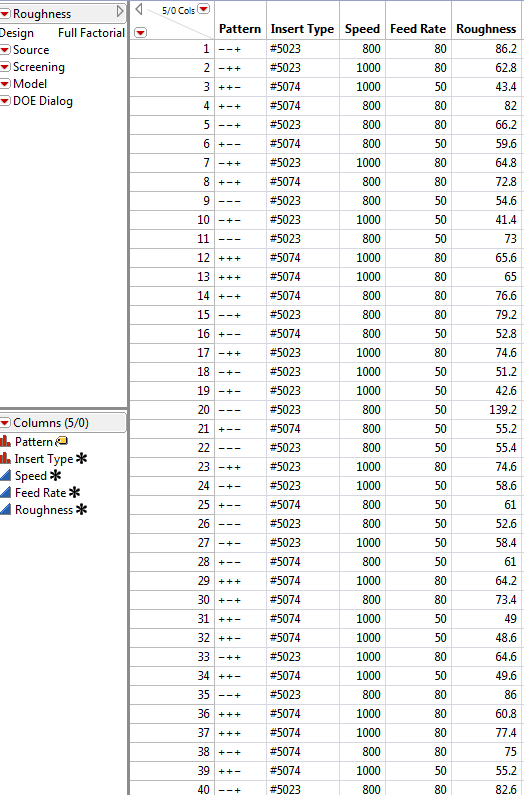 Roughness
Design Full Factorial
Source
Screening
Model
DOE Dialog
Columns (5/0)
Pattern
Insert Type
Speed
Feed Rate
Roughness
5/0 Cols
Pattern Insert Type Speed Feed Rate Roughness
1 −−+ #5023 800 80 86.2
2 −++ #5023 1000 80 62.8
3 ++− #5074 1000 50 43.4
4 +−+ #5074 800 80 82
5 −−+ #5023 800 80 66.2
6 +−− #5074 800 50 59.6
7 −++ #5023 1000 80 64.8
8 +−+ #5074 800 80 72.8
9 −−− #5023 800 50 54.6
10 −+− #5023 1000 50 41.4
11 −−− #5023 800 50 73
12 +++ #5074 1000 80 65.6
13 +++ #5074 1000 80 65
14 +−+ #5074 800 80 76.6
15 −−+ #5023 800 80 79.2
16 +−− #5074 800 50 52.8
17 −++ #5023 1000 80 74.6
18 −+− #5023 1000 50 51.2
19 −+− #5023 1000 50 42.6
20 −−− #5023 800 50 139.2
21 +−− #5074 800 50 55.2
22 −−− #5023 800 50 55.4
23 −++ #5023 1000 80 74.6
24 −+− #5023 1000 50 58.6
25 +−− #5074 800 50 61
26 −−− #5023 800 50 52.6
27 −+− #5023 1000 50 58.4
28 +−− #5074 800 50 61
29 +++ #5074 1000 80 64.2
30 +−+ #5074 800 80 73.4
31 ++− #5074 1000 50 49
32 ++− #5074 1000 50 48.6
33 −++ #5023 1000 80 64.6
34 ++− #5074 1000 50 49.6
35 −−+ #5023 800 80 86
36 +++ #5074 1000 80 60.8
37 +++ #5074 1000 80 77.4
38 +−+ #5074 800 80 75
39 ++− #5074 1000 50 55.2
40 −−+ #5023 800 80 82.6